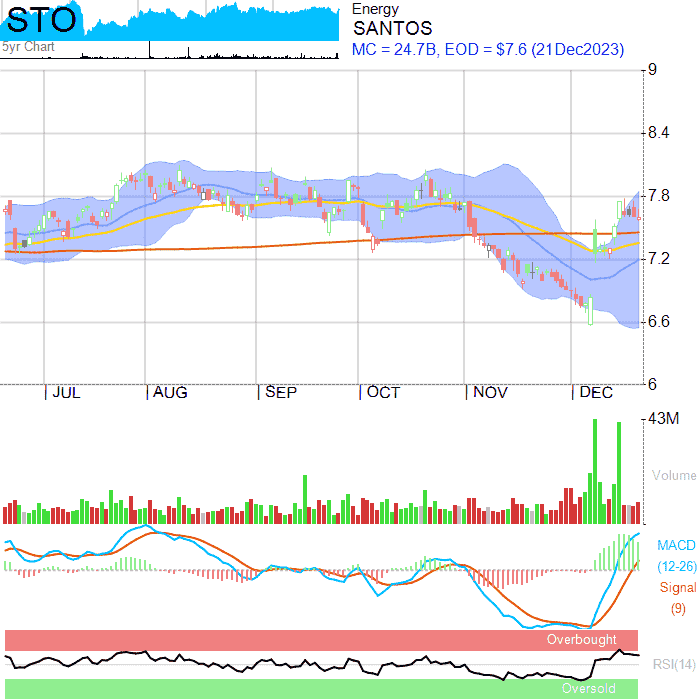 STO
5yr Chart
Energy
SANTOS
MC = 24.7B, EOD = $7.6 (21Dec2023)
9
8.4
7.8
7.2
6.6
6
JUL
AUG
SEP
OCT
NOV
DEC
43M
Volume
MACD
(12-26)
Signal
(9)
Overbought
RSI(14)
Oversold